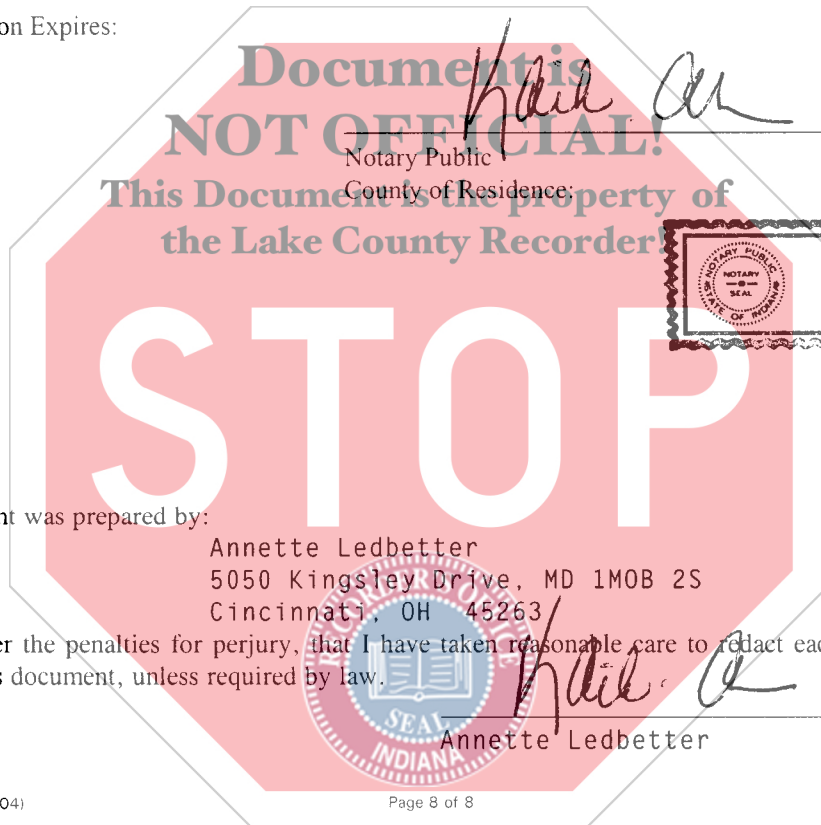 on Expires:
Document is
NOT OFFICIAL!
Notary Public
This Document is the property of
County of Residence:
the Lake County Recorder!
NOTARY PUBLIC
NOTARY
SEAL
STATE OF INDIANA
STOP
nt was prepared by:
Annette Ledbetter
5050 Kingsley Drive, MD 1MOB 2S
Cincinnati, OH 45263
RECORDER'S OFFICE
er the penalties for perjury, that I have taken reasonable care to redact eac
s document, unless required by law.
SEAL
INDIANA
Annette Ledbetter
04)
Page 8 of 8